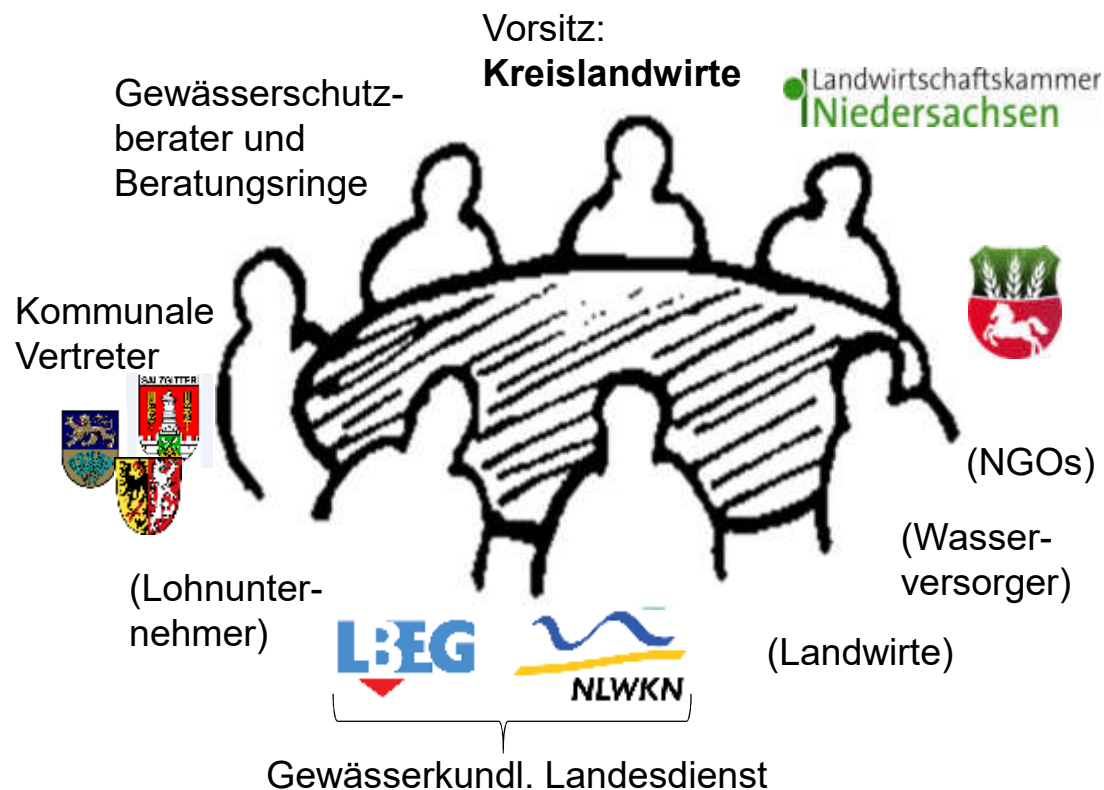 Vorsitz:
Kreislandwirte
Landwirtschaftskammer
Niedersachsen
Gewässerschutz-
berater und
Beratungsringe
Kommunale
Vertreter
SALZGITTER
(NGOs)
(Wasser-
versorger)
(Lohnunter-
nehmer)
(Landwirte)
LBEG
NLWKN
Gewässerkundl. Landesdienst